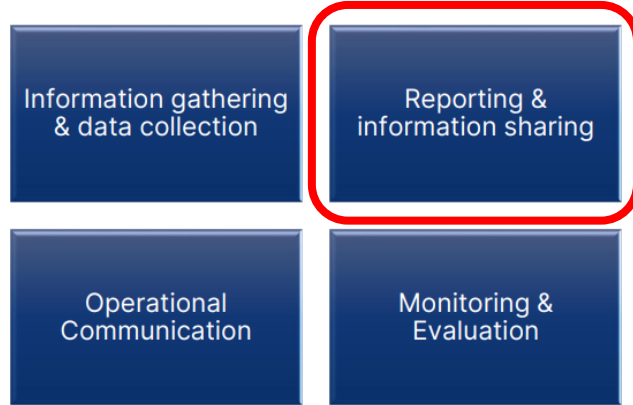 Information gathering
& data collection
Reporting &
information sharing
Operational
Communication
Monitoring &
Evaluation